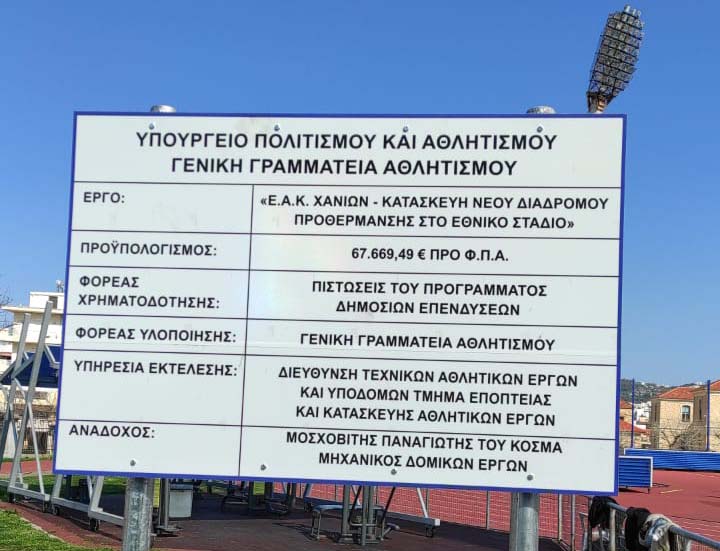 ΥΠΟΥΡΓΕΙΟ ΠΟΛΙΤΙΣΜΟΥ ΚΑΙ ΑΘΛΗΤΙΣΜΟΥ
ΓΕΝΙΚΗ ΓΡΑΜΜΑΤΕΙΑ ΑΘΛΗΤΙΣΜΟΥ
ΕΡΓΟ:
«Ε.Α.Κ. ΧΑΝΙΩΝ - ΚΑΤΑΣΚΕΥΗ ΝΕΟΥ ΔΙΑΔΡΟΜΟΥ
ΠΡΟΘΕΡΜΑΝΣΗΣ ΣΤΟ ΕΘΝΙΚΟ ΣΤΑΔΙΟ»
ΠΡΟΫΠΟΛΟΓΙΣΜΟΣ:
67.669,49 € ΠΡΟ Φ.Π.Α.
ΦΟΡΕΑΣ
ΧΡΗΜΑΤΟΔΟΤΗΣΗΣ:
ΠΙΣΤΩΣΕΙΣ ΤΟΥ ΠΡΟΓΡΑΜΜΑΤΟΣ
ΔΗΜΟΣΙΩΝ ΕΠΕΝΔΥΣΕΩΝ
ΦΟΡΕΑΣ ΥΛΟΠΟΙΗΣΗΣ:
ΓΕΝΙΚΗ ΓΡΑΜΜΑΤΕΙΑ ΑΘΛΗΤΙΣΜΟΥ
ΥΠΗΡΕΣΙΑ ΕΚΤΕΛΕΣΗΣ:
ΔΙΕΥΘΥΝΣΗ ΤΕΧΝΙΚΩΝ ΑΘΛΗΤΙΚΩΝ ΕΡΓΩΝ
ΚΑΙ ΥΠΟΔΟΜΩΝ ΤΜΗΜΑ ΕΠΟΠΤΕΙΑΣ
ΚΑΙ ΚΑΤΑΣΚΕΥΗΣ ΑΘΛΗΤΙΚΩΝ ΕΡΓΩΝ
ΑΝΑΔΟΧΟΣ:
ΜΟΣΧΟΒΙΤΗΣ ΠΑΝΑΓΙΩΤΗΣ ΤΟΥ ΚΟΣΜΑ
ΜΗΧΑΝΙΚΟΣ ΔΟΜΙΚΩΝ ΕΡΓΩΝ